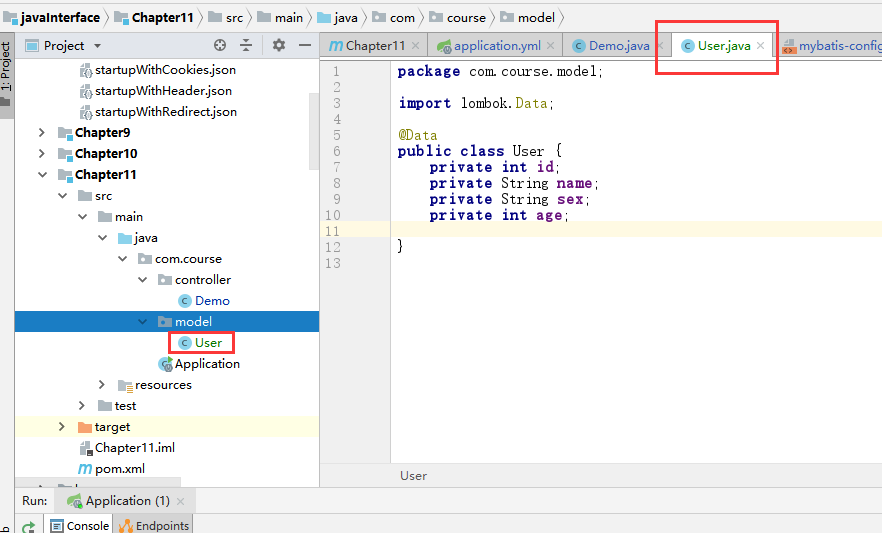 javaInterface Chapter11 src main java com course model
1: Project
Project
Chapter11 application.yml Demo.java User.java mybatis-config
startupWithCookies.json
startupWithHeader.json
startupWithRedirect.json
Chapter9
Chapter10
Chapter11
src
main
java
com.course
controller
Demo
model
User
Application
resources
test
target
Chapter11.iml
pom.xml
1 package com.course.model;
2
3 import lombok.Data;
4
5 @Data
6 public class User {
7 private int id;
8 private String name;
9 private String sex;
10 private int age;
11
12 }
13
User
Run: Application (1)
Console Endpoints